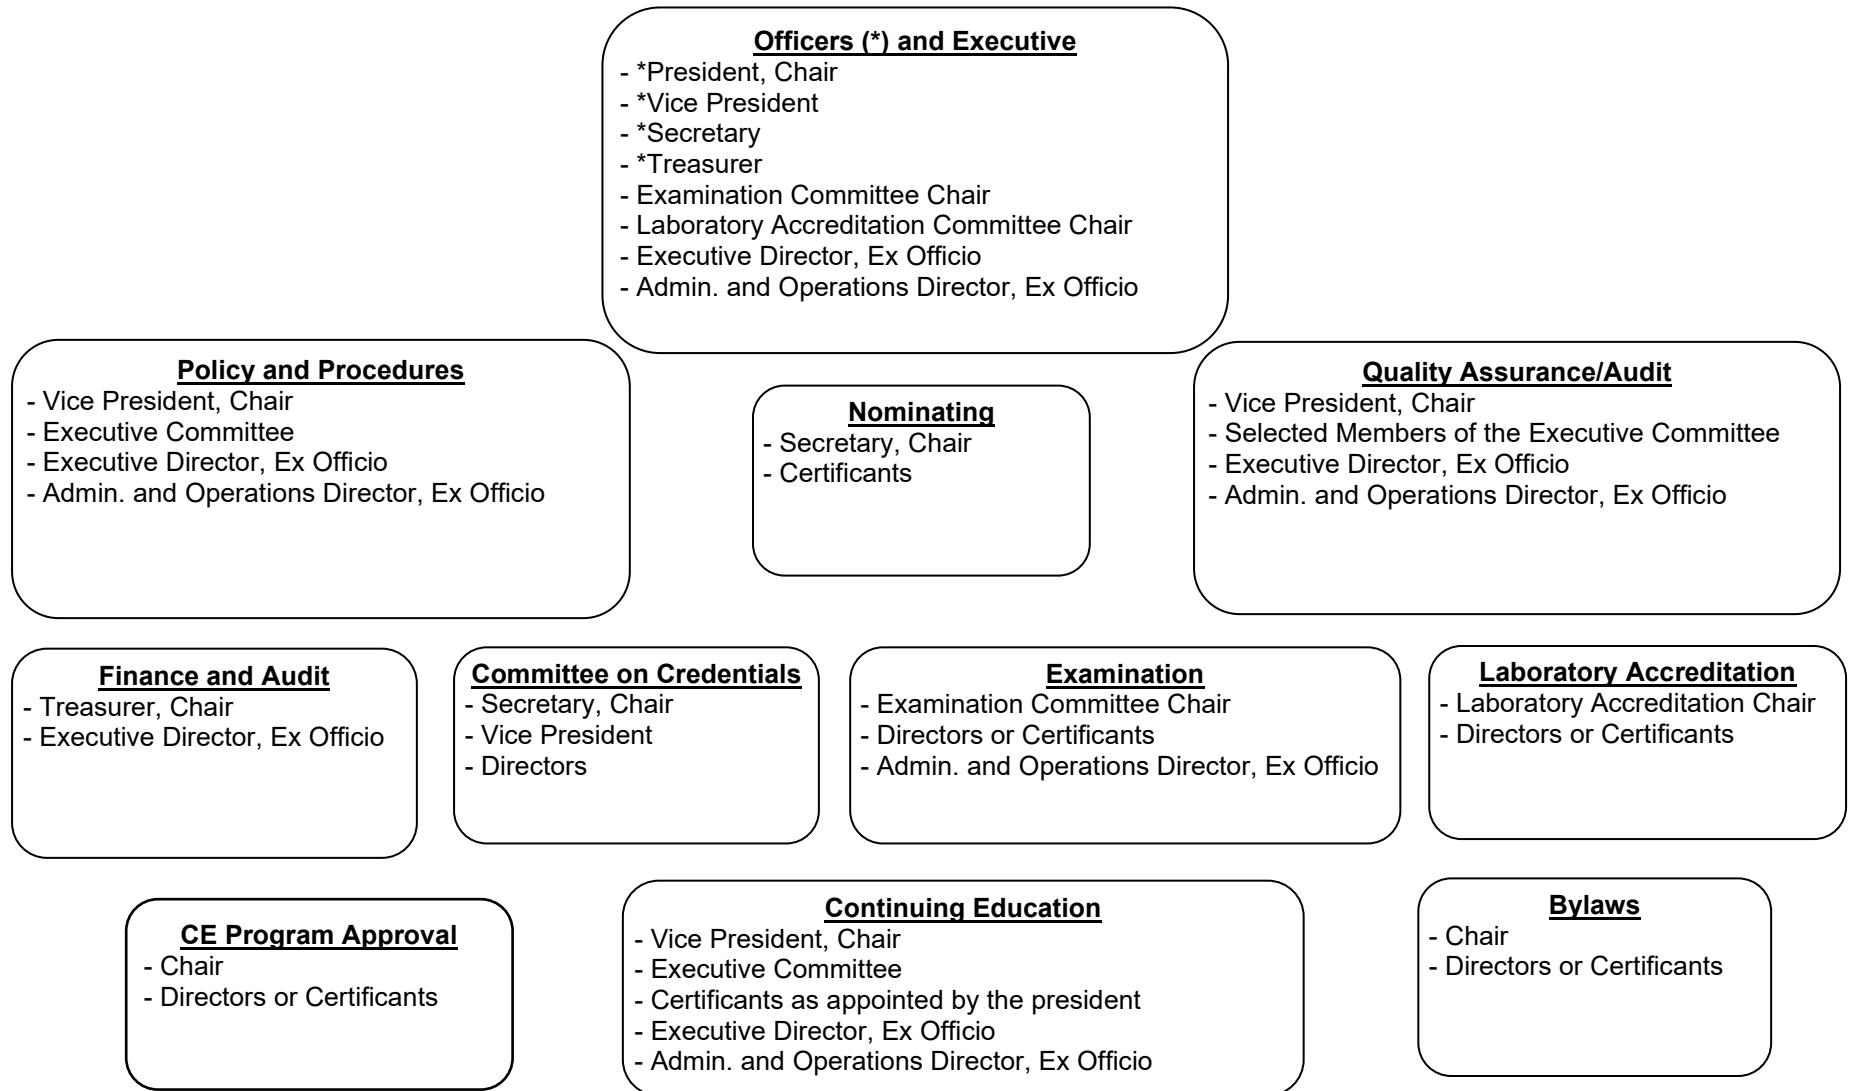 Officers (*) and Executive
- *President, Chair
- *Vice President
- *Secretary
- *Treasurer
- Examination Committee Chair
- Laboratory Accreditation Committee Chair
- Executive Director, Ex Officio
- Admin. and Operations Director, Ex Officio
Policy and Procedures
- Vice President, Chair
- Executive Committee
- Executive Director, Ex Officio
- Admin. and Operations Director, Ex Officio
Nominating
- Secretary, Chair
- Certificants
Quality Assurance/Audit
- Vice President, Chair
- Selected Members of the Executive Committee
- Executive Director, Ex Officio
- Admin. and Operations Director, Ex Officio
Finance and Audit
- Treasurer, Chair
- Executive Director, Ex Officio
Committee on Credentials
- Secretary, Chair
- Vice President
- Directors
Examination
- Examination Committee Chair
- Directors or Certificants
- Admin. and Operations Director, Ex Officio
Laboratory Accreditation
- Laboratory Accreditation Chair
- Directors or Certificants
CE Program Approval
- Chair
- Directors or Certificants
Continuing Education
- Vice President, Chair
- Executive Committee
- Certificants as appointed by the president
- Executive Director, Ex Officio
- Admin. and Operations Director, Ex Officio
Bylaws
- Chair
- Directors or Certificants